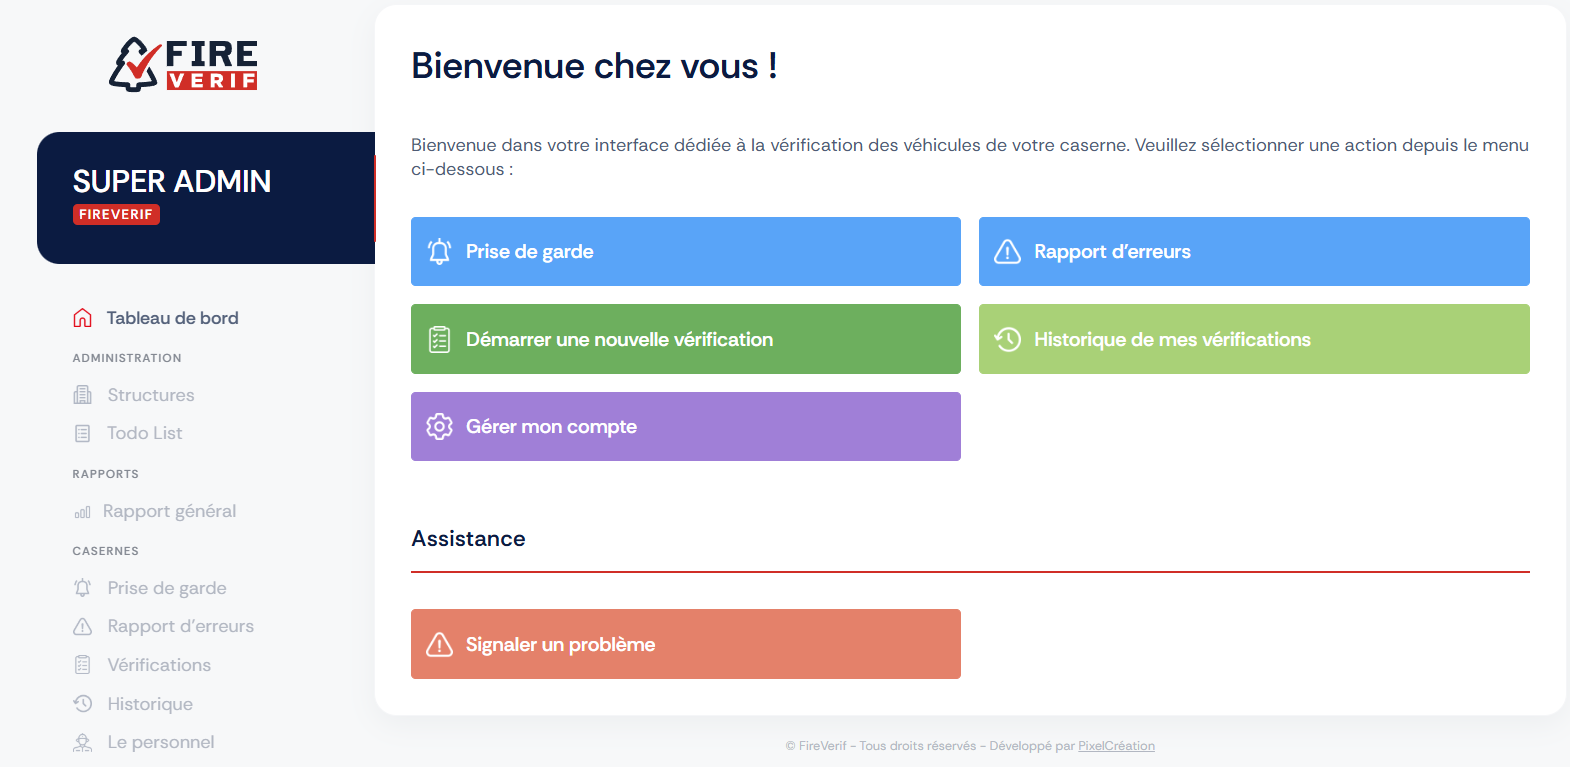 FIRE
VERIF
SUPER ADMIN
FIREVERIF
Tableau de bord
ADMINISTRATION
Structures
Todo List
RAPPORTS
Rapport général
CASERNES
Prise de garde
Rapport d'erreurs
Vérifications
Historique
Le personnel
Bienvenue chez vous !
Bienvenue dans votre interface dédiée à la vérification des véhicules de votre caserne. Veuillez sélectionner une action depuis le menu
ci-dessous :
Prise de garde
Rapport d'erreurs
Démarrer une nouvelle vérification
Historique de mes vérifications
Gérer mon compte
Assistance
Signaler un problème
© FireVerif - Tous droits réservés - Développé par PixelCréation